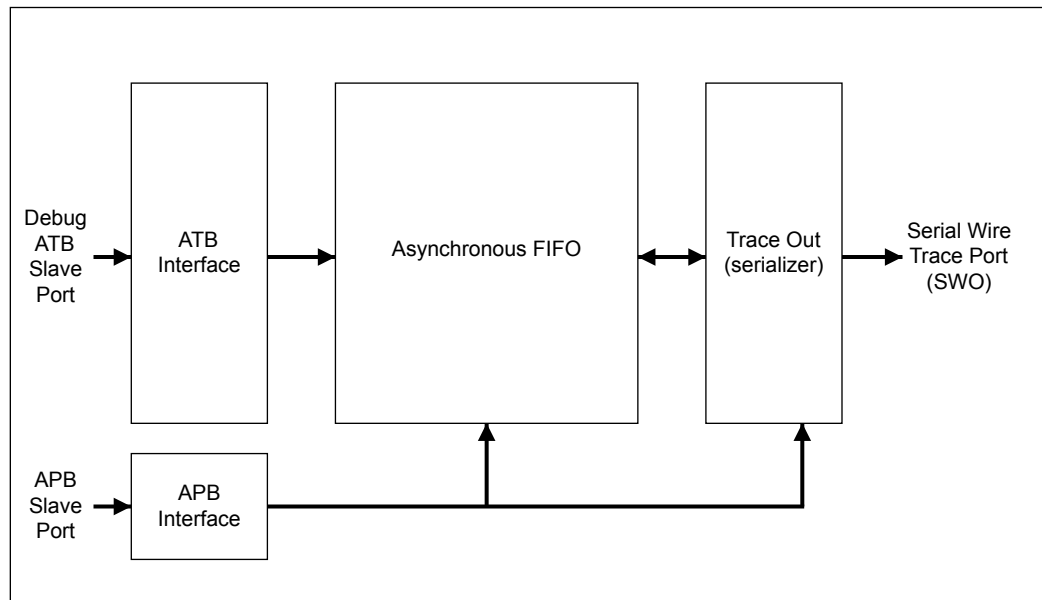 Debug
ATB
Slave
Port
ATB
Interface
Asynchronous FIFO
Trace Out
(serializer)
Serial Wire
Trace Port
(SWO)
APB
Slave
Port
APB
Interface